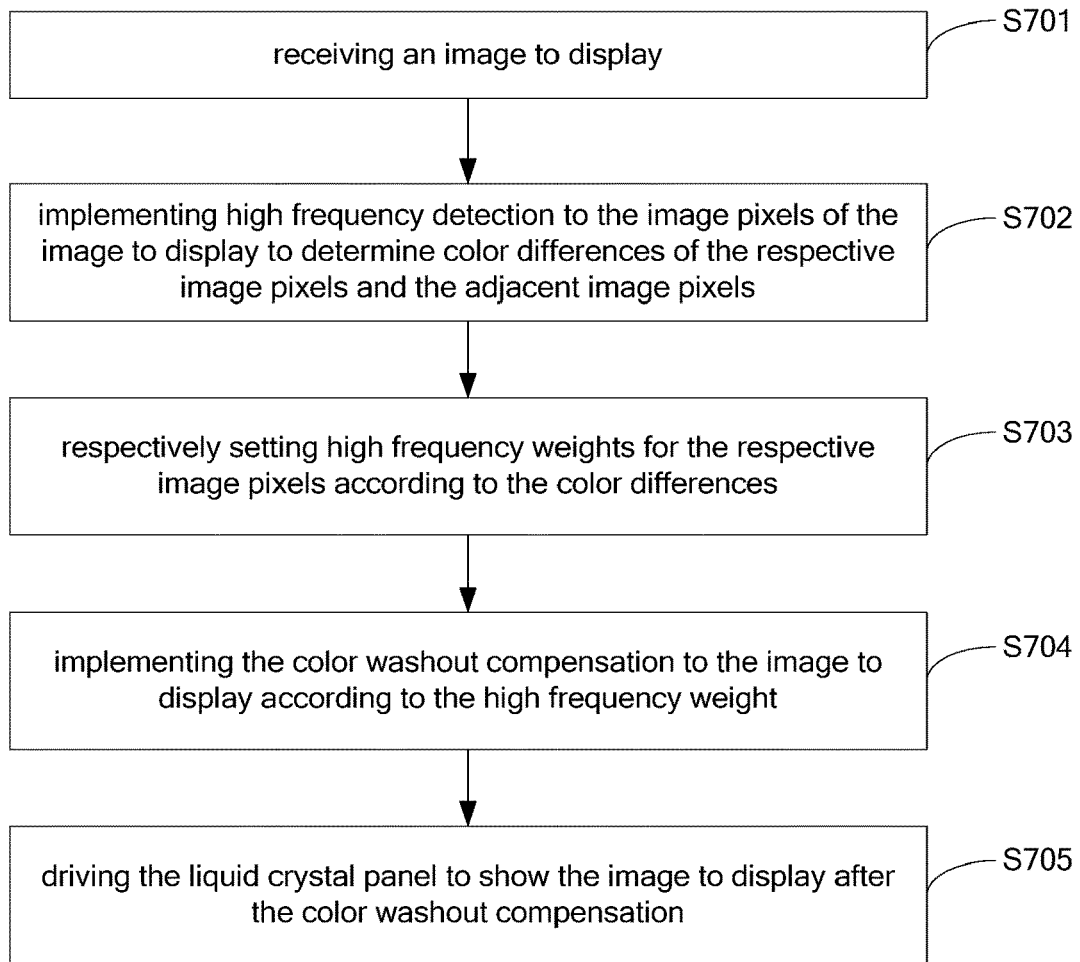 receiving an image to display
S701
implementing high frequency detection to the image pixels of the
image to display to determine color differences of the respective
image pixels and the adjacent image pixels
S702
respectively setting high frequency weights for the respective
image pixels according to the color differences
S703
implementing the color washout compensation to the image to
display according to the high frequency weight
S704
driving the liquid crystal panel to show the image to display after
the color washout compensation
S705